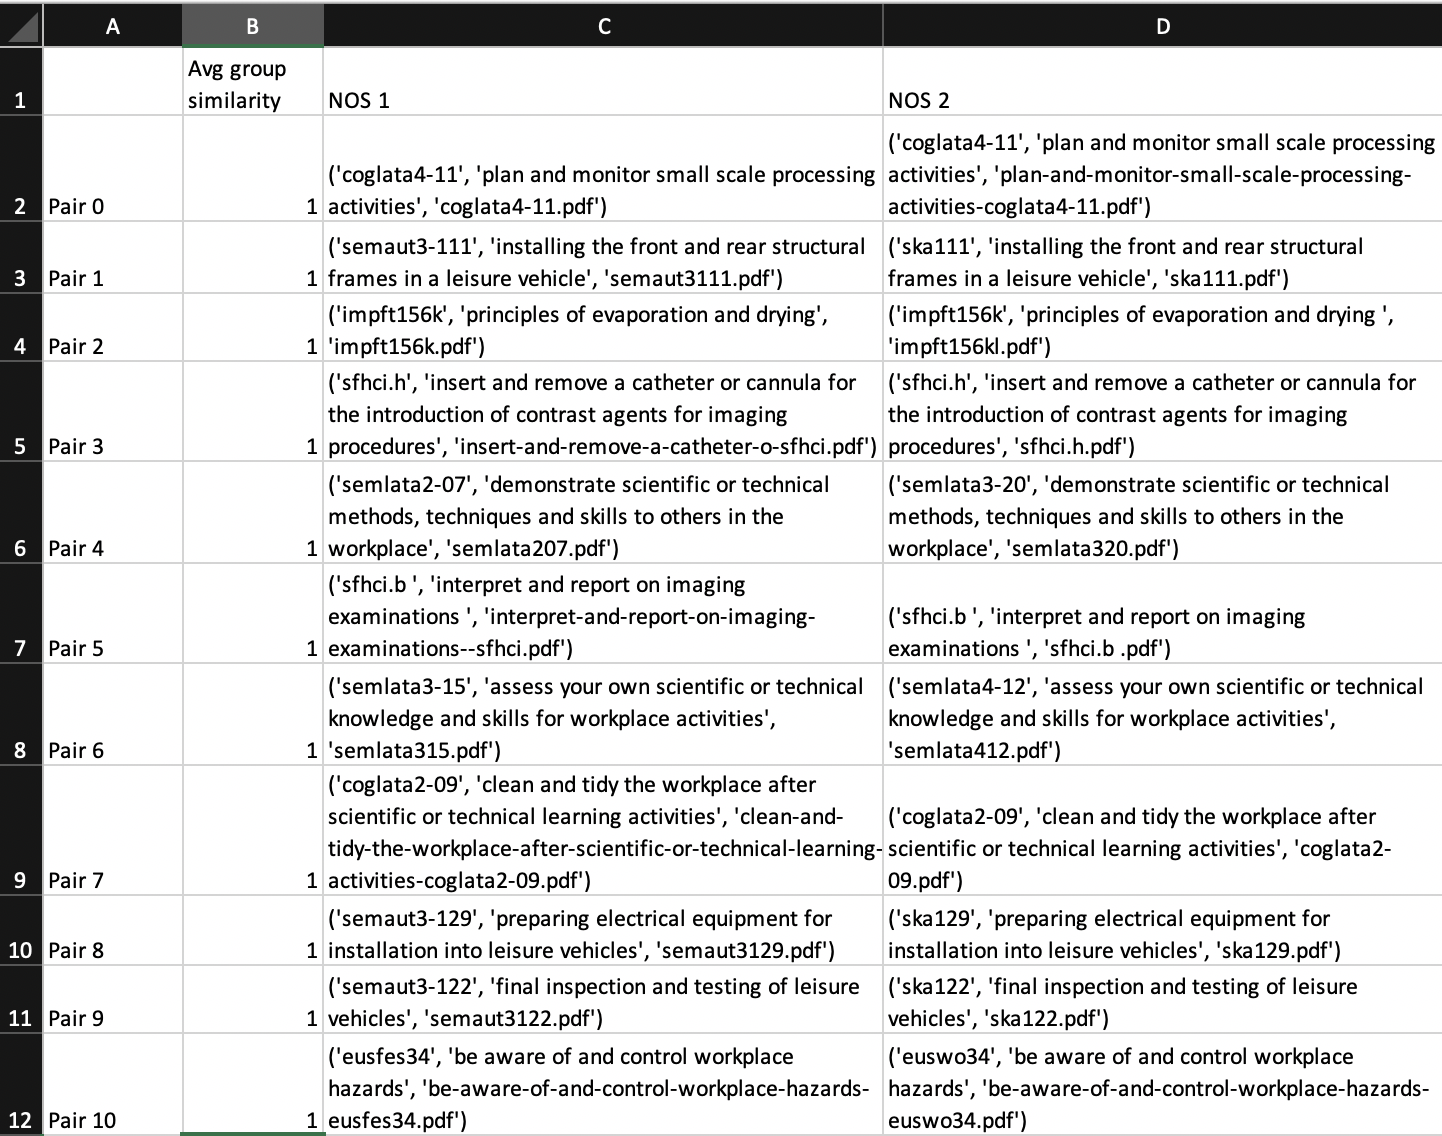 A B C D
1 Avg group
similarity NOS 1 NOS 2
2 Pair 0 1 ('coglata4-11', 'plan and monitor small scale processing
activities', 'coglata4-11.pdf')
('coglata4-11', 'plan and monitor small scale processing
activities', 'plan-and-monitor-small-scale-processing-
activities-coglata4-11.pdf')
3 Pair 1 1 ('semaut3-111', 'installing the front and rear structural
frames in a leisure vehicle', 'semaut3111.pdf')
('ska111', 'installing the front and rear structural
frames in a leisure vehicle', 'ska111.pdf')
4 Pair 2 1 ('impft156k', 'principles of evaporation and drying',
'impft156k.pdf')
('impft156k', 'principles of evaporation and drying ',
'impft156kl.pdf')
5 Pair 3 1 ('sfhci.h', 'insert and remove a catheter or cannula for
the introduction of contrast agents for imaging
procedures', 'insert-and-remove-a-catheter-o-sfhci.pdf')
('sfhci.h', 'insert and remove a catheter or cannula for
the introduction of contrast agents for imaging
procedures', 'sfhci.h.pdf')
6 Pair 4 1 ('semlata2-07', 'demonstrate scientific or technical
methods, techniques and skills to others in the
workplace', 'semlata207.pdf')
('semlata3-20', 'demonstrate scientific or technical
methods, techniques and skills to others in the
workplace', 'semlata320.pdf')
7 Pair 5 1 ('sfhci.b ', 'interpret and report on imaging
examinations ', 'interpret-and-report-on-imaging-
examinations--sfhci.pdf')
('sfhci.b ', 'interpret and report on imaging
examinations ', 'sfhci.b .pdf')
8 Pair 6 1 ('semlata3-15', 'assess your own scientific or technical
knowledge and skills for workplace activities',
'semlata315.pdf')
('semlata4-12', 'assess your own scientific or technical
knowledge and skills for workplace activities',
'semlata412.pdf')
9 Pair 7 1 ('coglata2-09', 'clean and tidy the workplace after
scientific or technical learning activities', 'clean-and-
tidy-the-workplace-after-scientific-or-technical-learning-
activities-coglata2-09.pdf')
('coglata2-09', 'clean and tidy the workplace after
scientific or technical learning activities', 'coglata2-
09.pdf')
10 Pair 8 1 ('semaut3-129', 'preparing electrical equipment for
installation into leisure vehicles', 'semaut3129.pdf')
('ska129', 'preparing electrical equipment for
installation into leisure vehicles', 'ska129.pdf')
11 Pair 9 1 ('semaut3-122', 'final inspection and testing of leisure
vehicles', 'semaut3122.pdf')
('ska122', 'final inspection and testing of leisure
vehicles', 'ska122.pdf')
12 Pair 10 1 ('eusfes34', 'be aware of and control workplace
hazards', 'be-aware-of-and-control-workplace-hazards-
eusfes34.pdf')
('euswo34', 'be aware of and control workplace
hazards', 'be-aware-of-and-control-workplace-hazards-
euswo34.pdf')